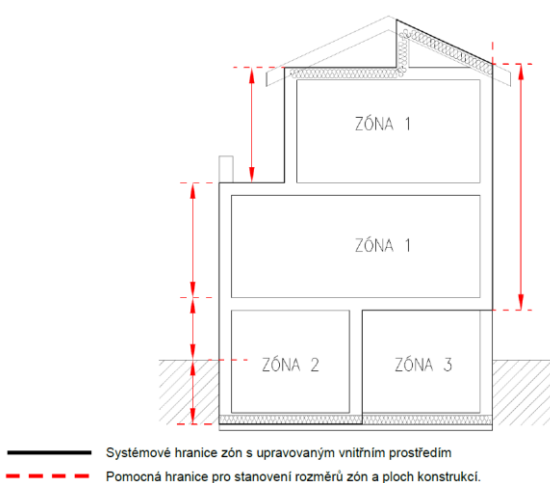 ZÓNA 1
ZÓNA 1
ZÓNA 2 ZÓNA 3
Systémové hranice zón s upravovaným vnitřním prostředím
Pomocná hranice pro stanovení rozměrů zón a ploch konstrukcí.